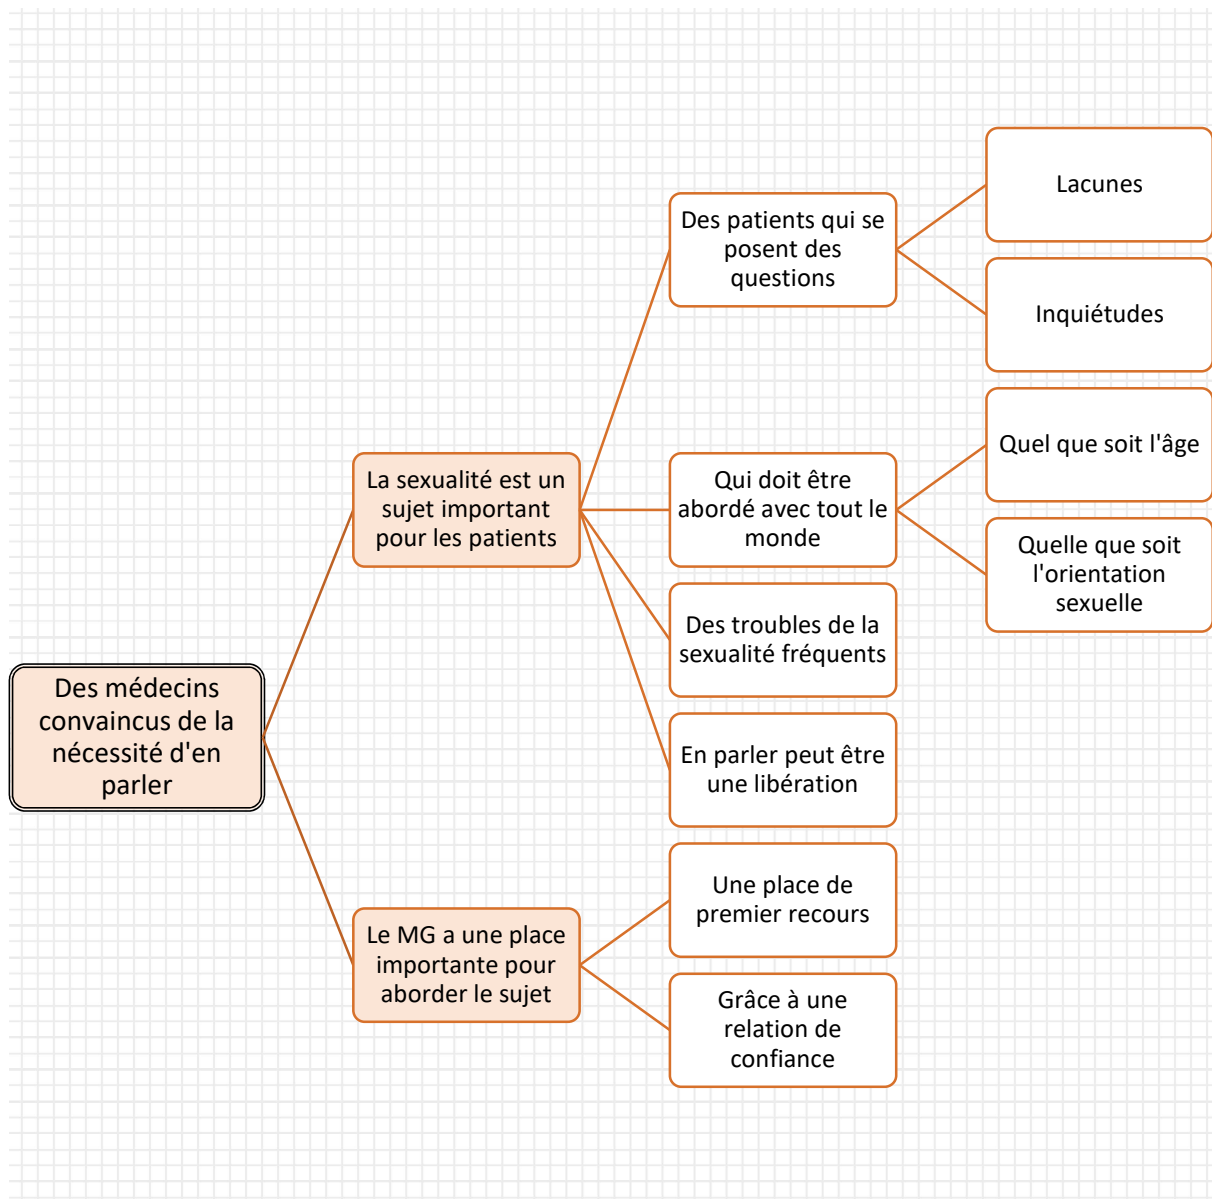 Des médecins
convaincus de la
nécessité d'en
parler
La sexualité est un
sujet important
pour les patients
Des patients qui se
posent des
questions
Lacunes
Inquiétudes
Qui doit être
abordé avec tout le
monde
Quel que soit l'âge
Quelle que soit
l'orientation
sexuelle
Des troubles de la
sexualité fréquents
En parler peut être
une libération
Le MG a une place
importante pour
aborder le sujet
Une place de
premier recours
Grâce à une
relation de
confiance